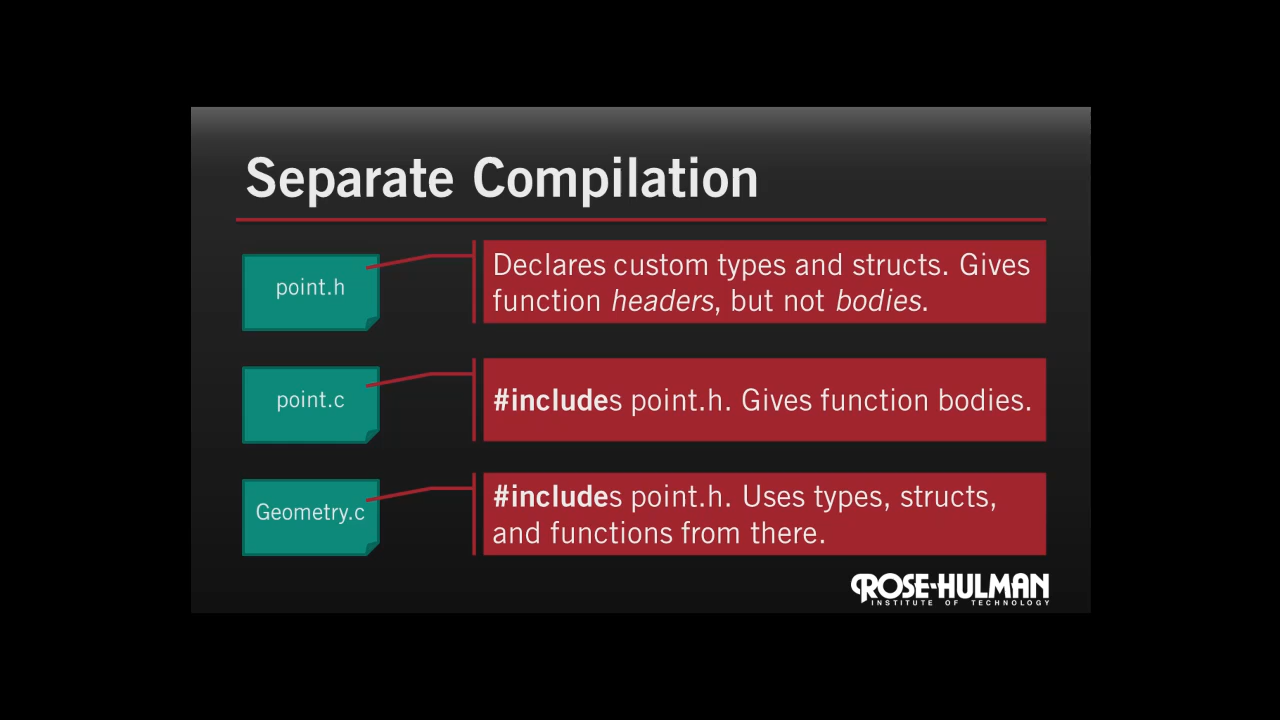 Separate Compilation
point.h
Declares custom types and structs. Gives
function headers, but not bodies.
point.c
#includes point.h. Gives function bodies.
Geometry.c
#includes point.h. Uses types, structs,
and functions from there.
ROSE-HULMAN
INSTITUTE OF TECHNOLOGY